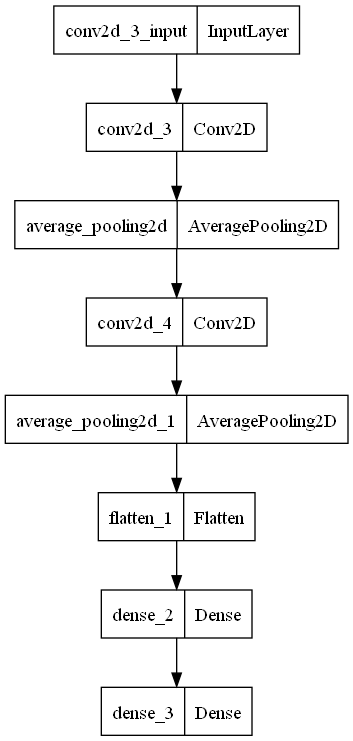 conv2d_3_input InputLayer
conv2d_3 Conv2D
average_pooling2d AveragePooling2D
conv2d_4 Conv2D
average_pooling2d_1 AveragePooling2D
flatten_1 Flatten
dense_2 Dense
dense_3 Dense